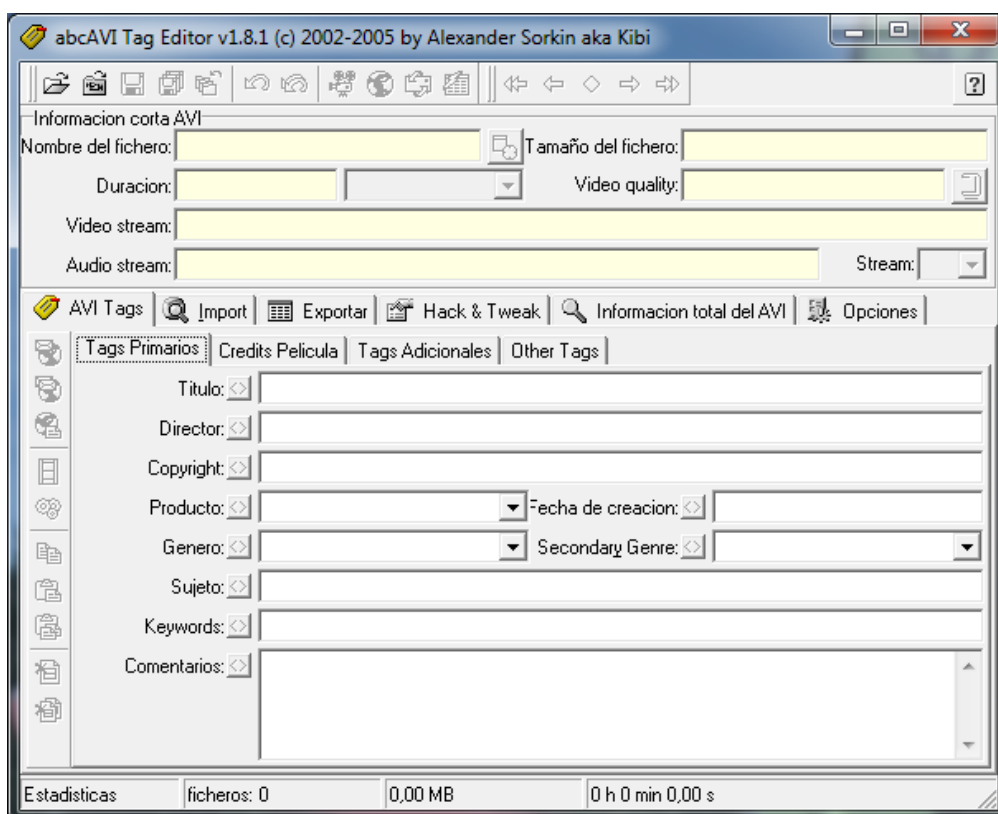 abcAVI Tag Editor v1.8.1 (c) 2002-2005 by Alexander Sorkin aka Kibi
Informacion corta AVI
Nombre del fichero: Tamaño del fichero:
Duracion: Video quality:
Video stream:
Audio stream: Stream:
AVI Tags Import Exportar Hack & Tweak Informacion total del AVI Opciones
Tags Primarios Credits Pelicula Tags Adicionales Other Tags
Titulo: <>
Director: <>
Copyright: <>
Producto: <> Fecha de creacion: <>
Genero: <> Secondary Genre: <>
Sujeto: <>
Keywords: <>
Comentarios: <>
Estadisticas ficheros: 0 0,00 MB 0 h 0 min 0,00 s